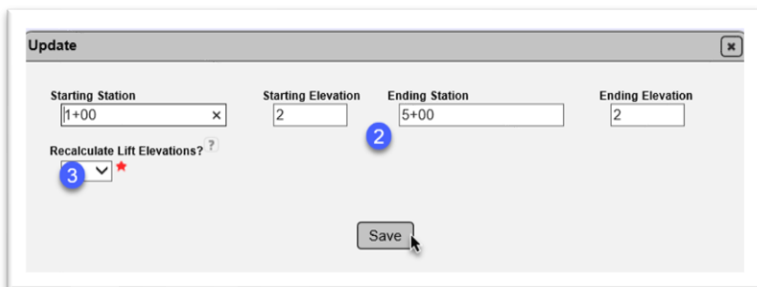 Update
Starting Station Starting Elevation Ending Station Ending Elevation
1+00 × 2 5+00 2
2
Recalculate Lift Elevations? ?
3
Save